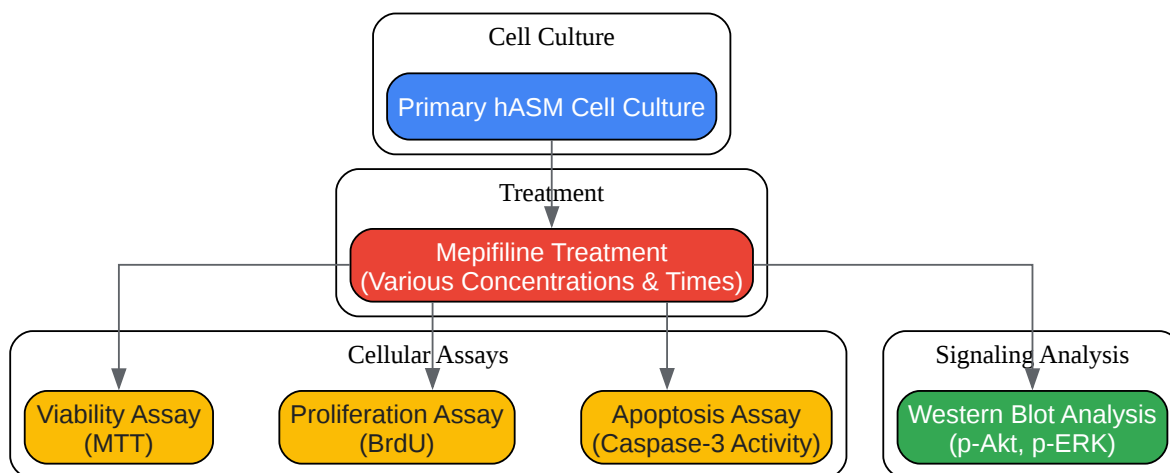 Cell Culture
Primary hASM Cell Culture
Treatment
Mepifiline Treatment
(Various Concentrations & Times)
Cellular Assays
Signaling Analysis
Viability Assay
(MTT)
Proliferation Assay
(BrdU)
Apoptosis Assay
(Caspase-3 Activity)
Western Blot Analysis
(p-Akt, p-ERK)